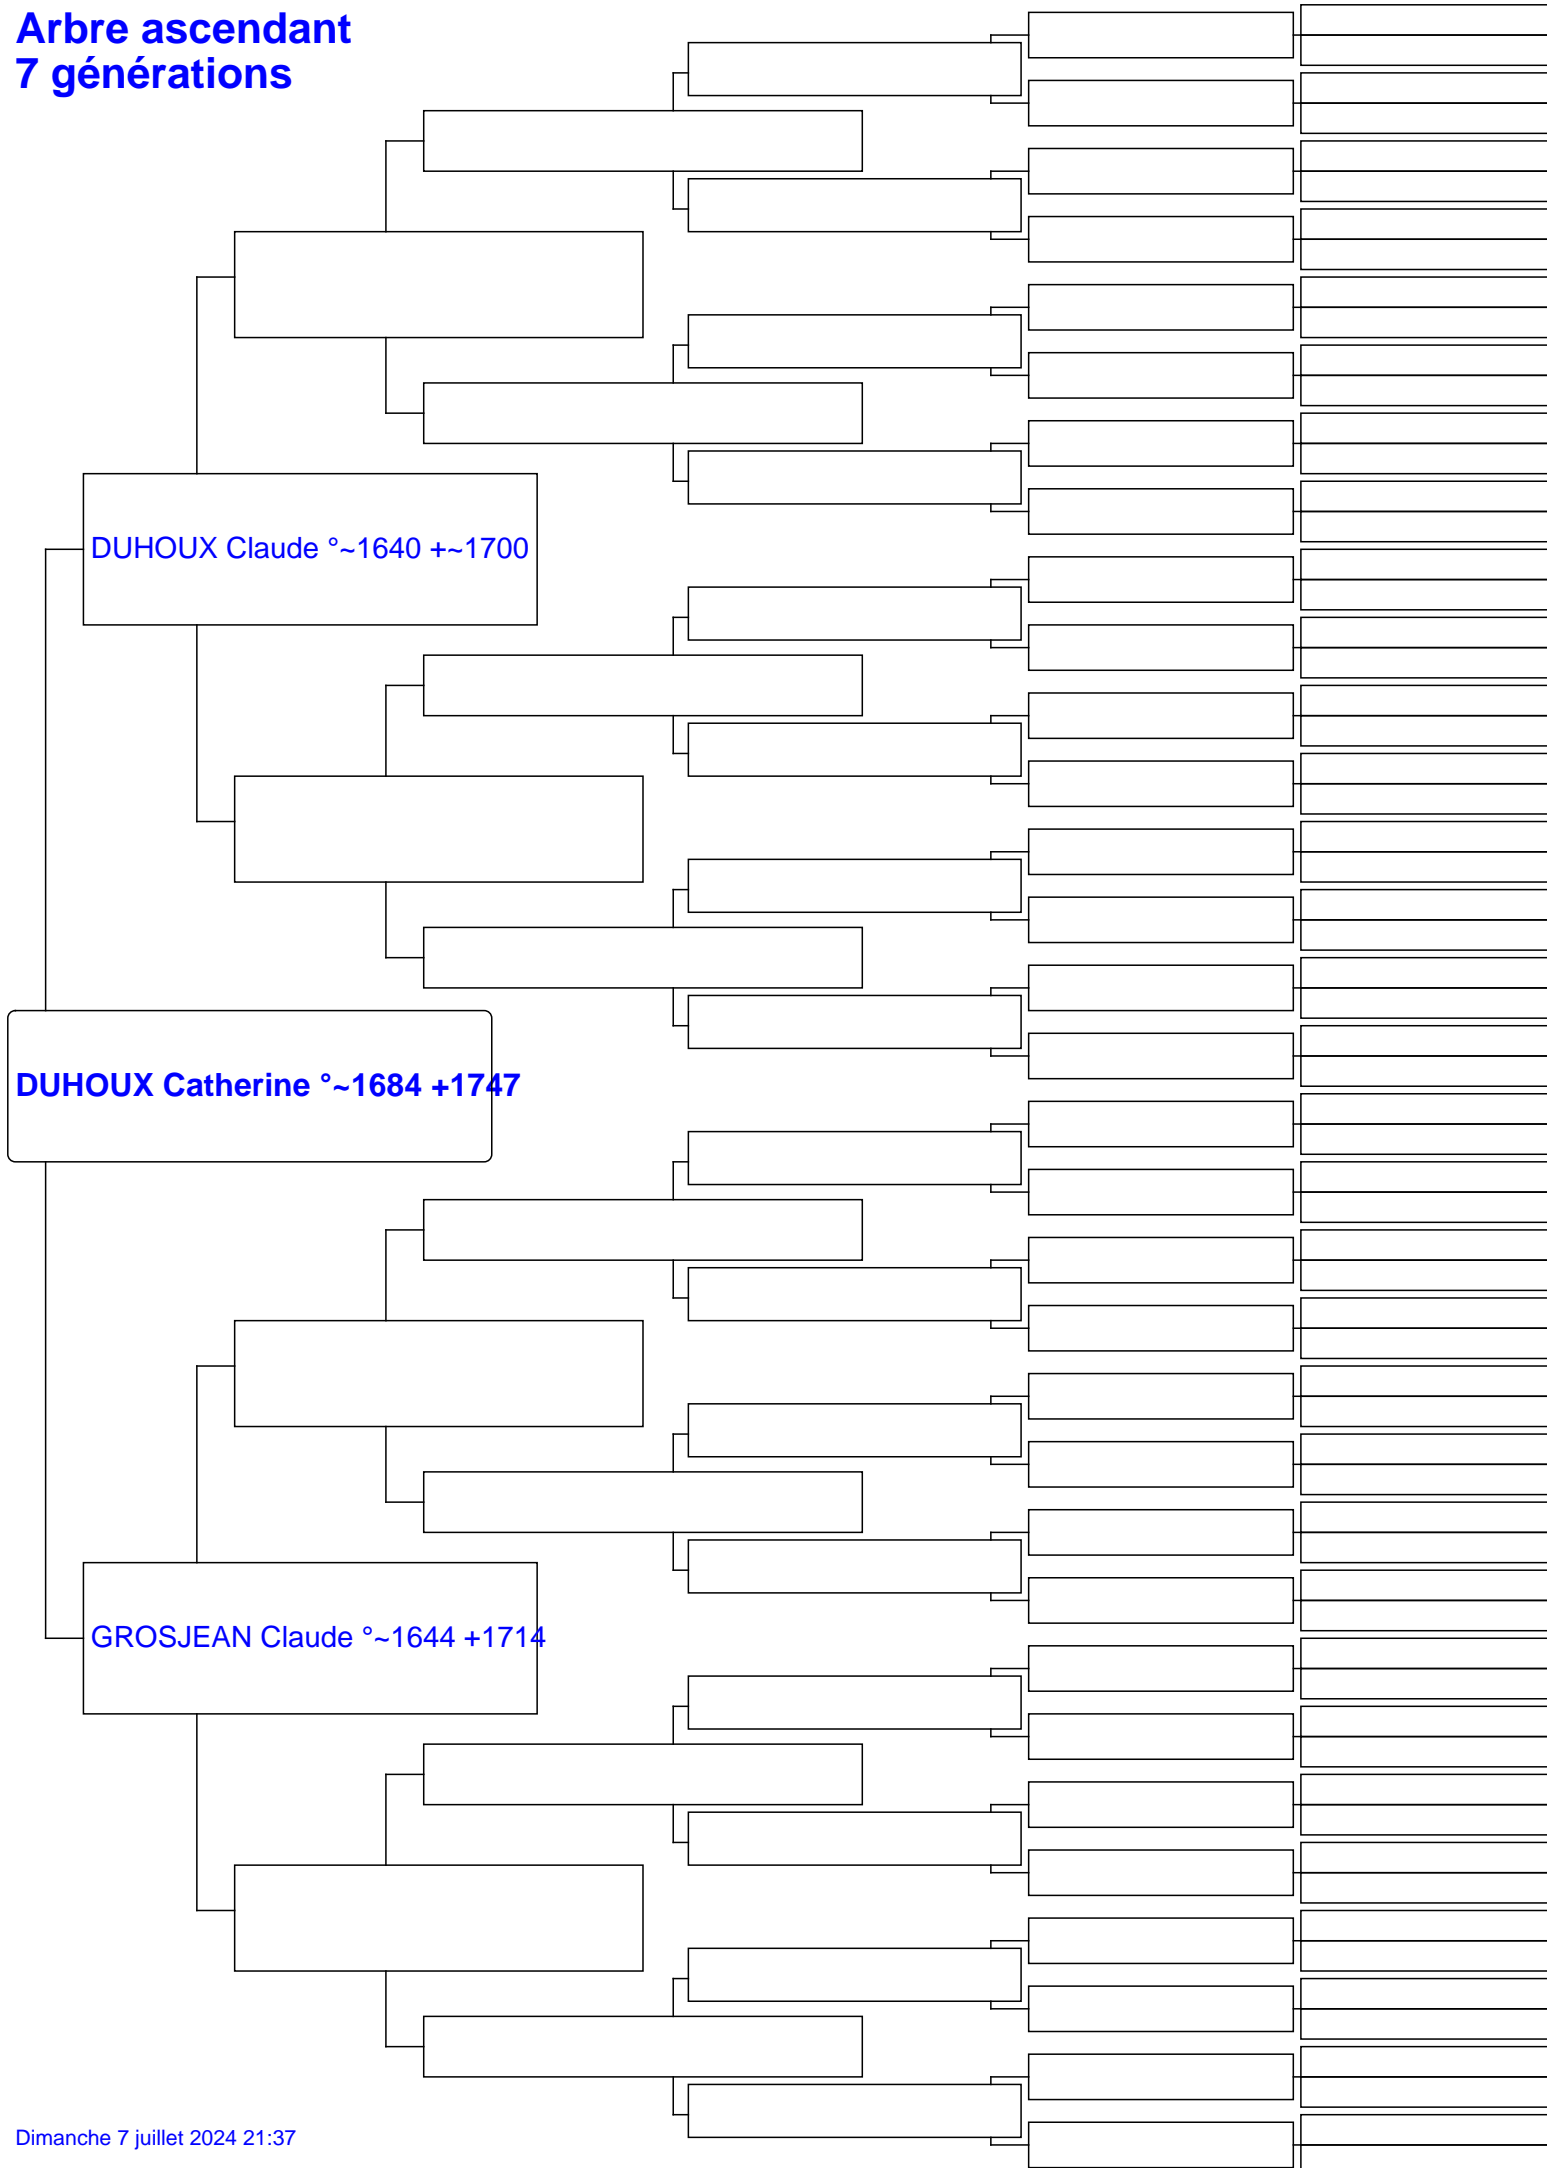 Arbre ascendant
7 générations
DUHOUX Claude °~1640 +~1700
DUHOUX Catherine °~1684 +1747
GROSJEAN Claude °~1644 +1714
Dimanche 7 juillet 2024 21:37